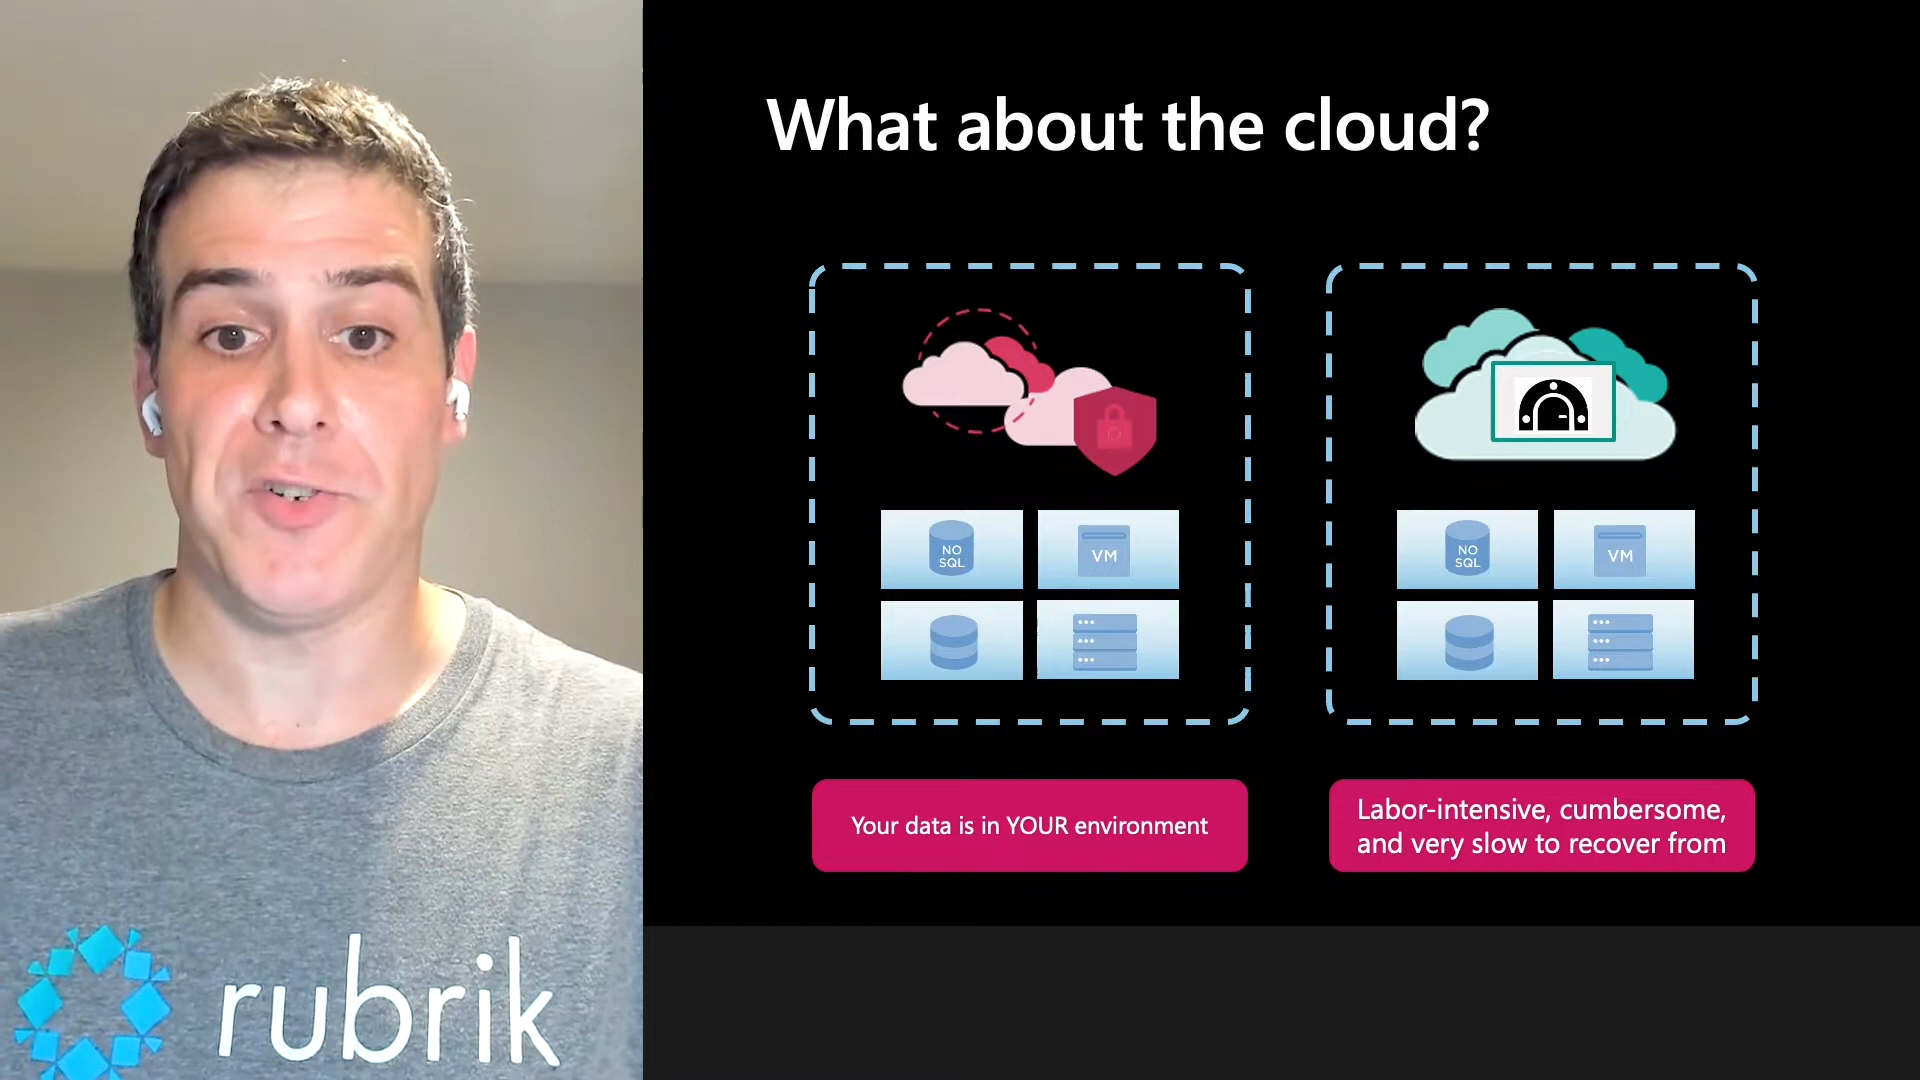 What about the cloud?
NO
SQL
VM
NO
SQL
VM
Your data is in YOUR environment
Labor-intensive, cumbersome,
and very slow to recover from
rubrik